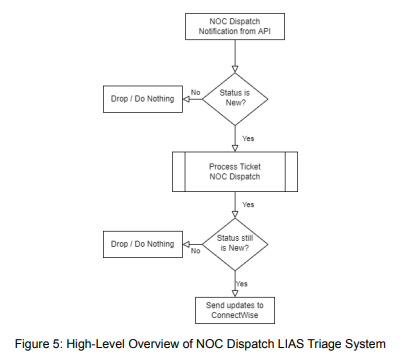 NOC Dispatch
Notification from API
Status is
New?
No
Drop / Do Nothing
Yes
Process Ticket
NOC Dispatch
Yes
Status still
is New?
No
Drop / Do Nothing
Yes
Send updates to
ConnectWise
Figure 5: High-Level Overview of NOC Dispatch LIAS Triage System